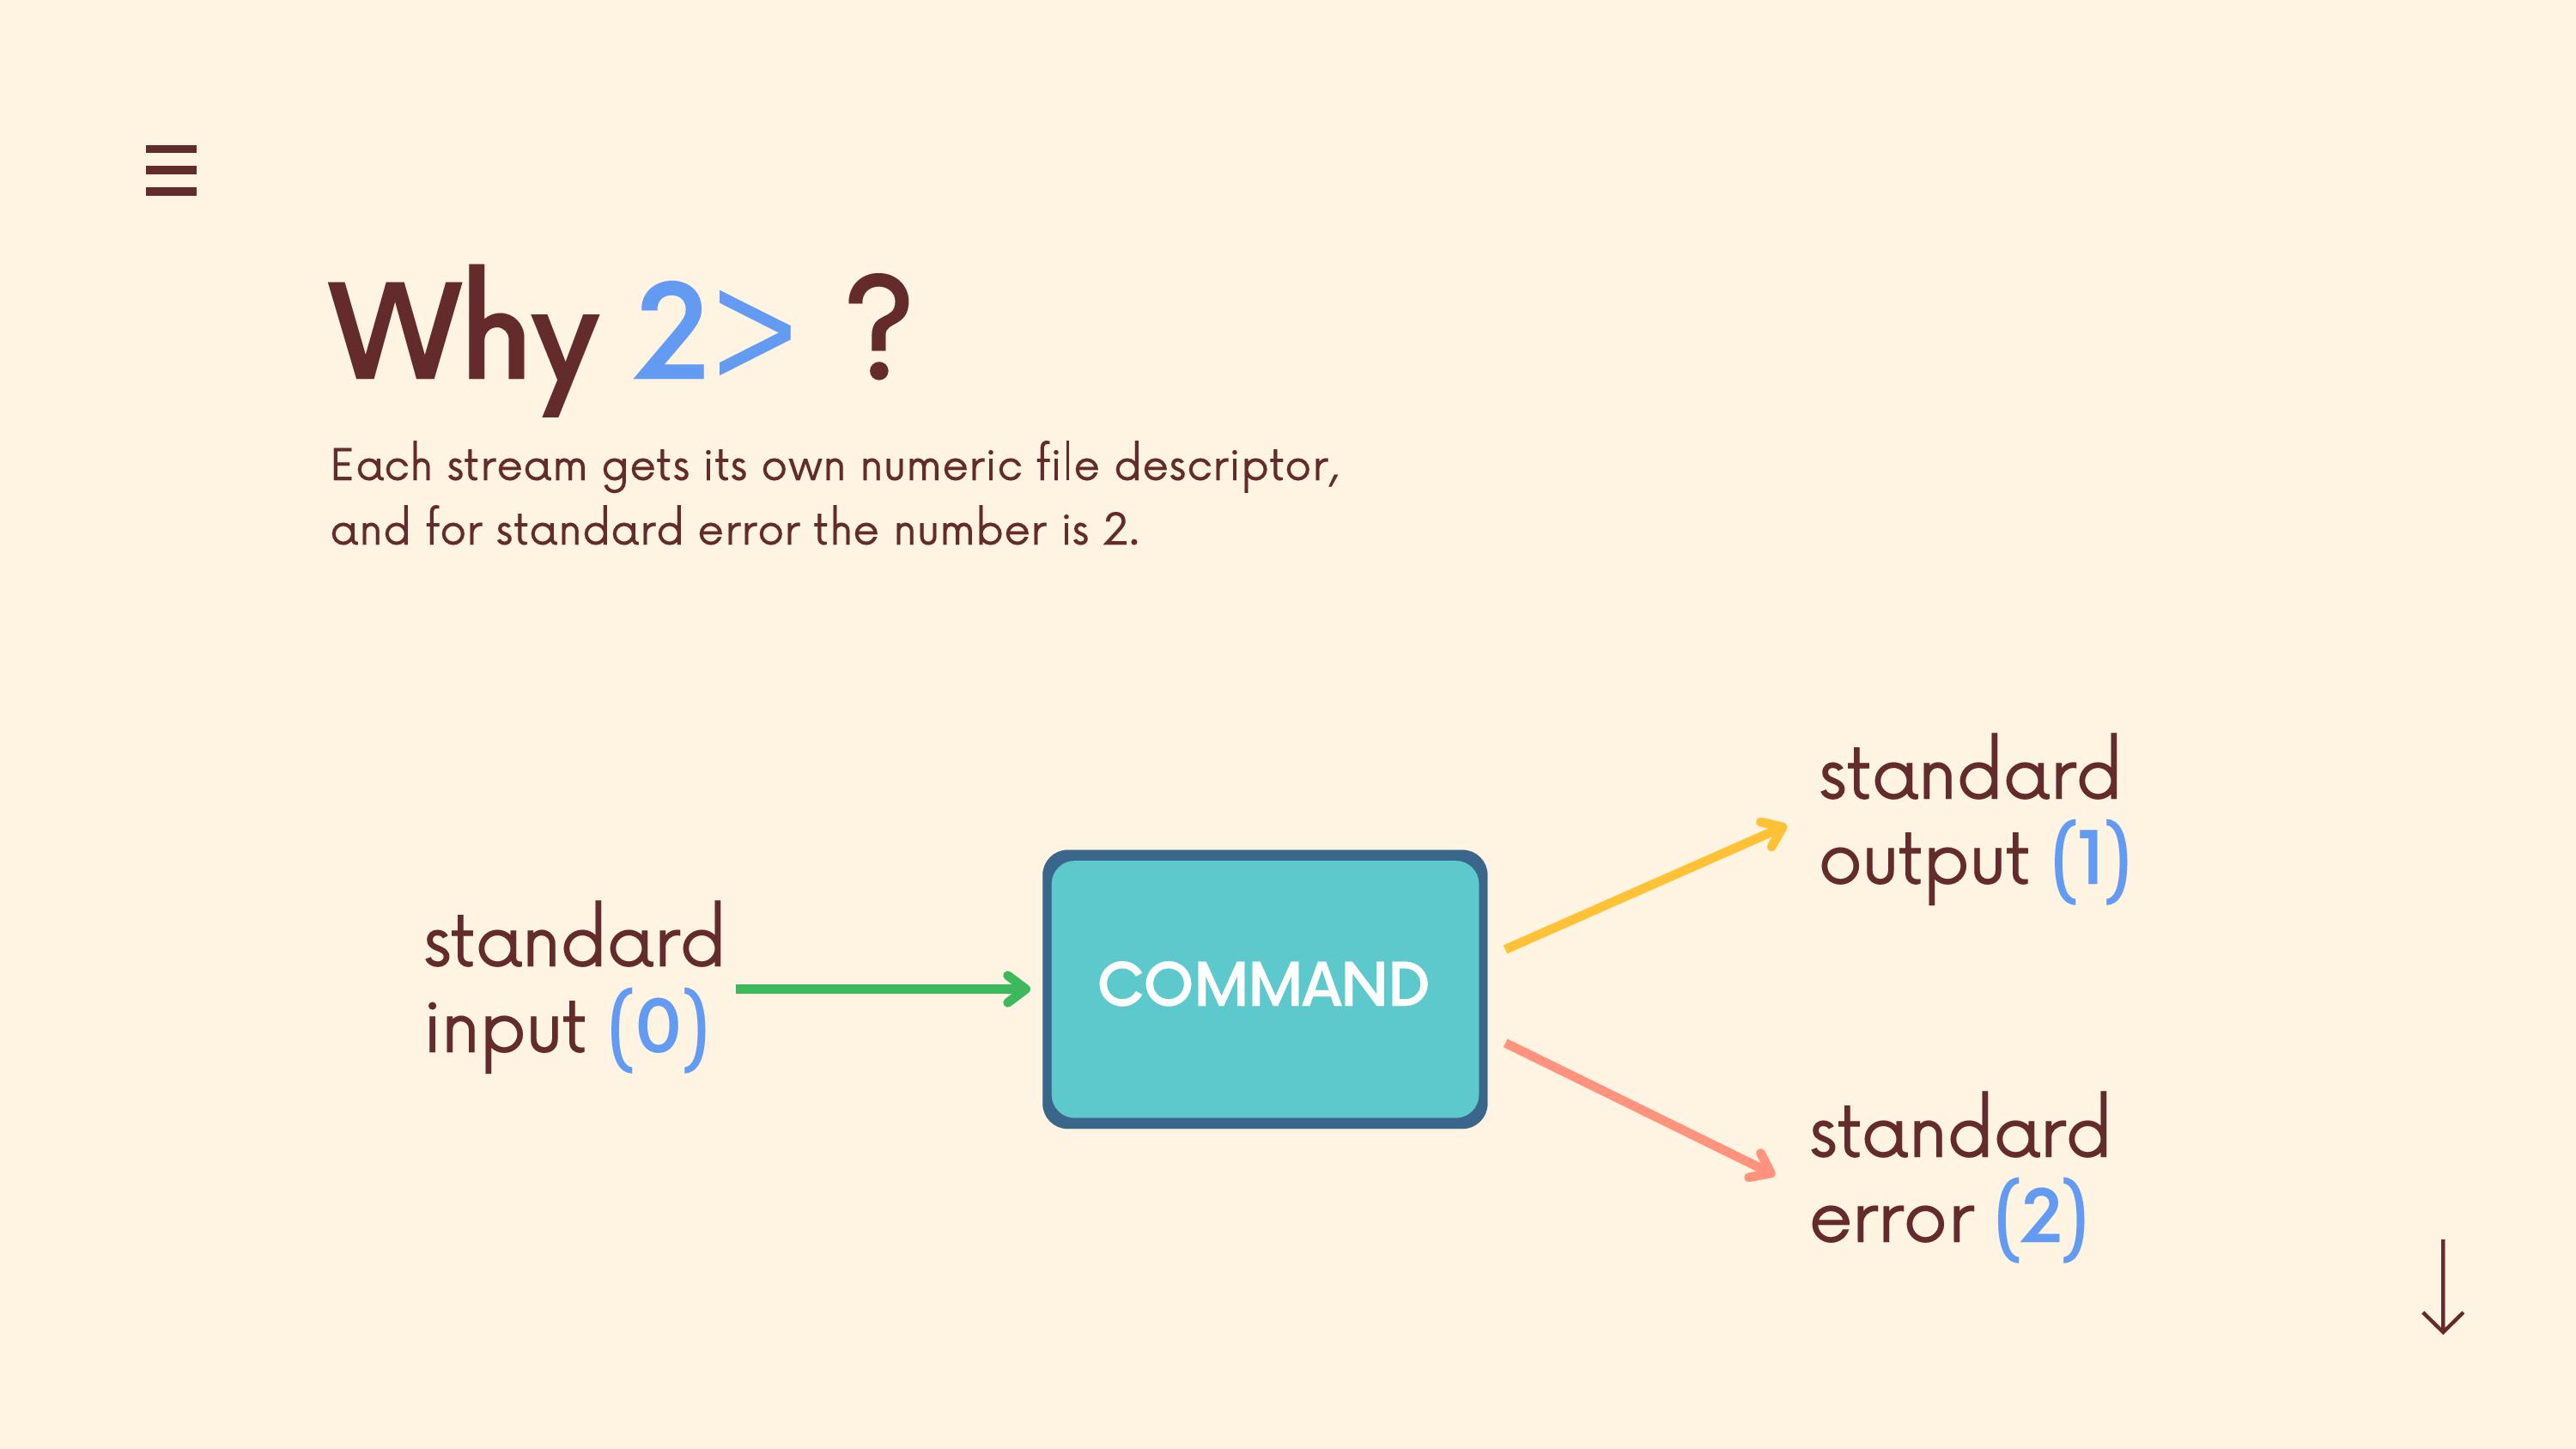 Why 2> ?
Each stream gets its own numeric file descriptor,
and for standard error the number is 2.
standard
input (0)
COMMAND
standard
output (1)
standard
error (2)